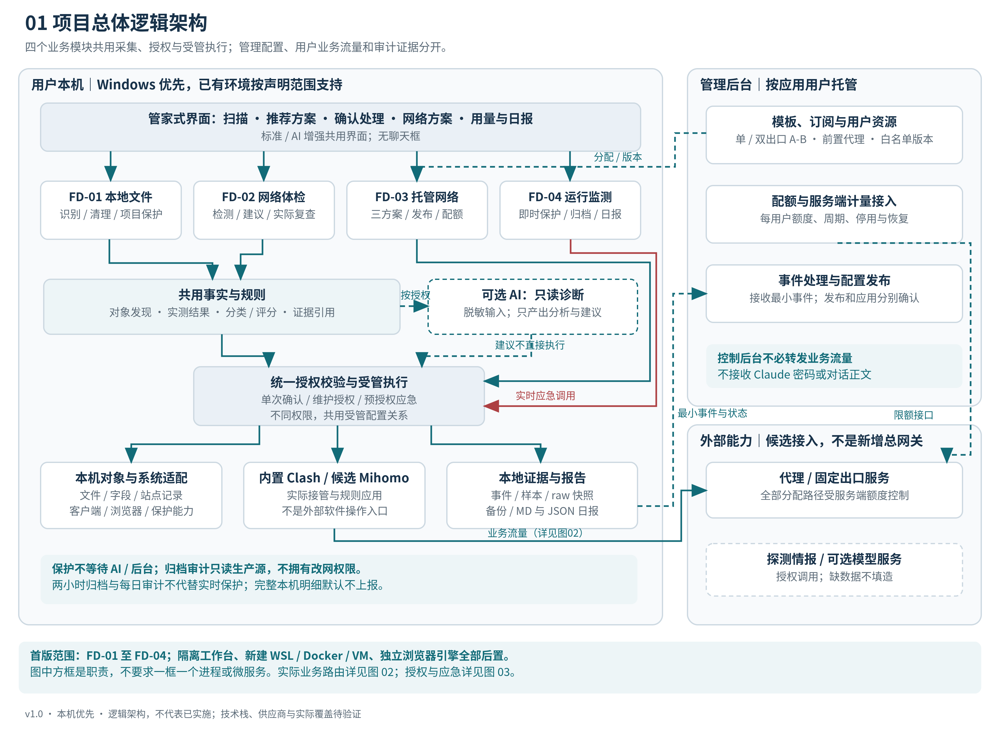 01 项目总体逻辑架构
四个业务模块共用采集、授权与受管执行；管理配置、用户业务流量和审计证据分开。
用户本机｜Windows 优先，已有环境按声明范围支持
管家式界面：扫描 · 推荐方案 · 确认处理 · 网络方案 · 用量与日报
标准 / AI 增强共用界面；无聊天框
分配 / 版本
FD-01 本地文件
识别 / 清理 / 项目保护
FD-02 网络体检
检测 / 建议 / 实际复查
FD-03 托管网络
三方案 / 发布 / 配额
FD-04 运行监测
即时保护 / 归档 / 日报
共用事实与规则
对象发现 · 实测结果 · 分类 / 评分 · 证据引用
按授权
可选 AI：只读诊断
脱敏输入；只产出分析与建议
建议不直接执行
统一授权校验与受管执行
单次确认 / 维护授权 / 预授权应急
不同权限，共用受管配置关系
实时应急调用
本机对象与系统适配
文件 / 字段 / 站点记录
客户端 / 浏览器 / 保护能力
内置 Clash / 候选 Mihomo
实际接管与规则应用
不是外部软件操作入口
本地证据与报告
事件 / 样本 / raw 快照
备份 / MD 与 JSON 日报
业务流量（详见图02）
保护不等待 AI / 后台；归档审计只读生产源，不拥有改网权限。
两小时归档与每日审计不代替实时保护；完整本机明细默认不上报。
管理后台｜按应用用户托管
模板、订阅与用户资源
单 / 双出口 A-B · 前置代理 · 白名单版本
配额与服务端计量接入
每用户额度、周期、停用与恢复
事件处理与配置发布
接收最小事件；发布和应用分别确认
控制后台不必转发业务流量
不接收 Claude 密码或对话正文
最小事件与状态
限额接口
外部能力｜候选接入，不是新增总网关
代理 / 固定出口服务
全部分配路径受服务端额度控制
探测情报 / 可选模型服务
授权调用；缺数据不填造
首版范围：FD-01 至 FD-04；隔离工作台、新建 WSL / Docker / VM、独立浏览器引擎全部后置。
图中方框是职责，不要求一框一个进程或微服务。实际业务路由详见图 02；授权与应急详见图 03。
v1.0 · 本机优先 · 逻辑架构，不代表已实施；技术栈、供应商与实际覆盖待验证